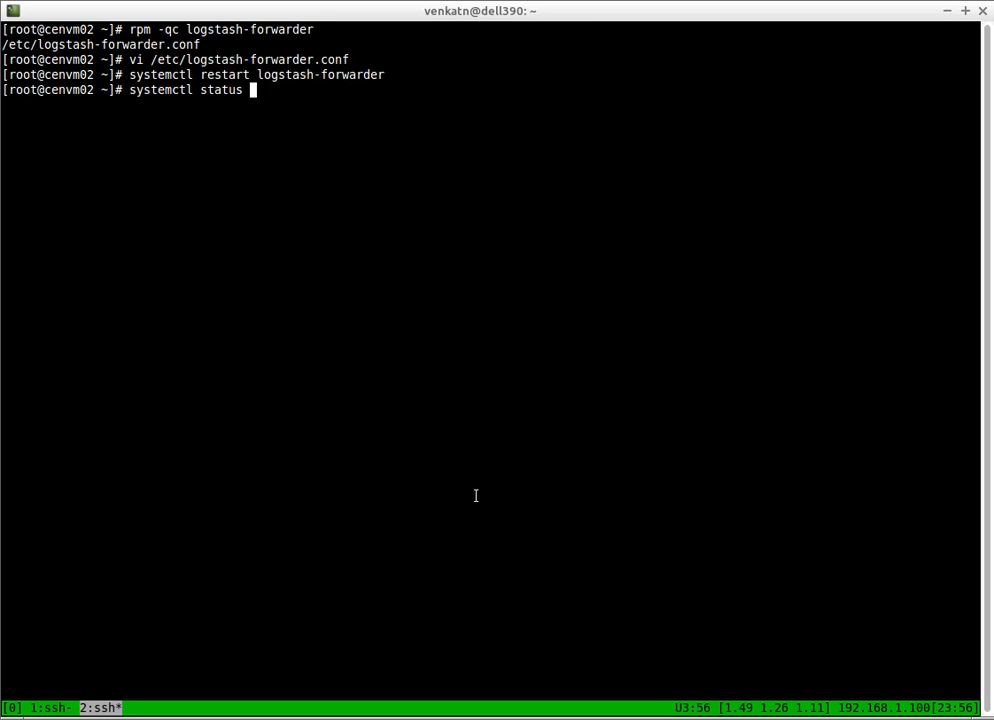 venkatn@dell390: ~
[root@cenvm02 ~]# rpm -qc logstash-forwarder
/etc/logstash-forwarder.conf
[root@cenvm02 ~]# vi /etc/logstash-forwarder.conf
[root@cenvm02 ~]# systemctl restart logstash-forwarder
[root@cenvm02 ~]# systemctl status
[0] 1:ssh- 2:ssh* U3:56 [1.49 1.26 1.11] 192.168.1.100[23:56]